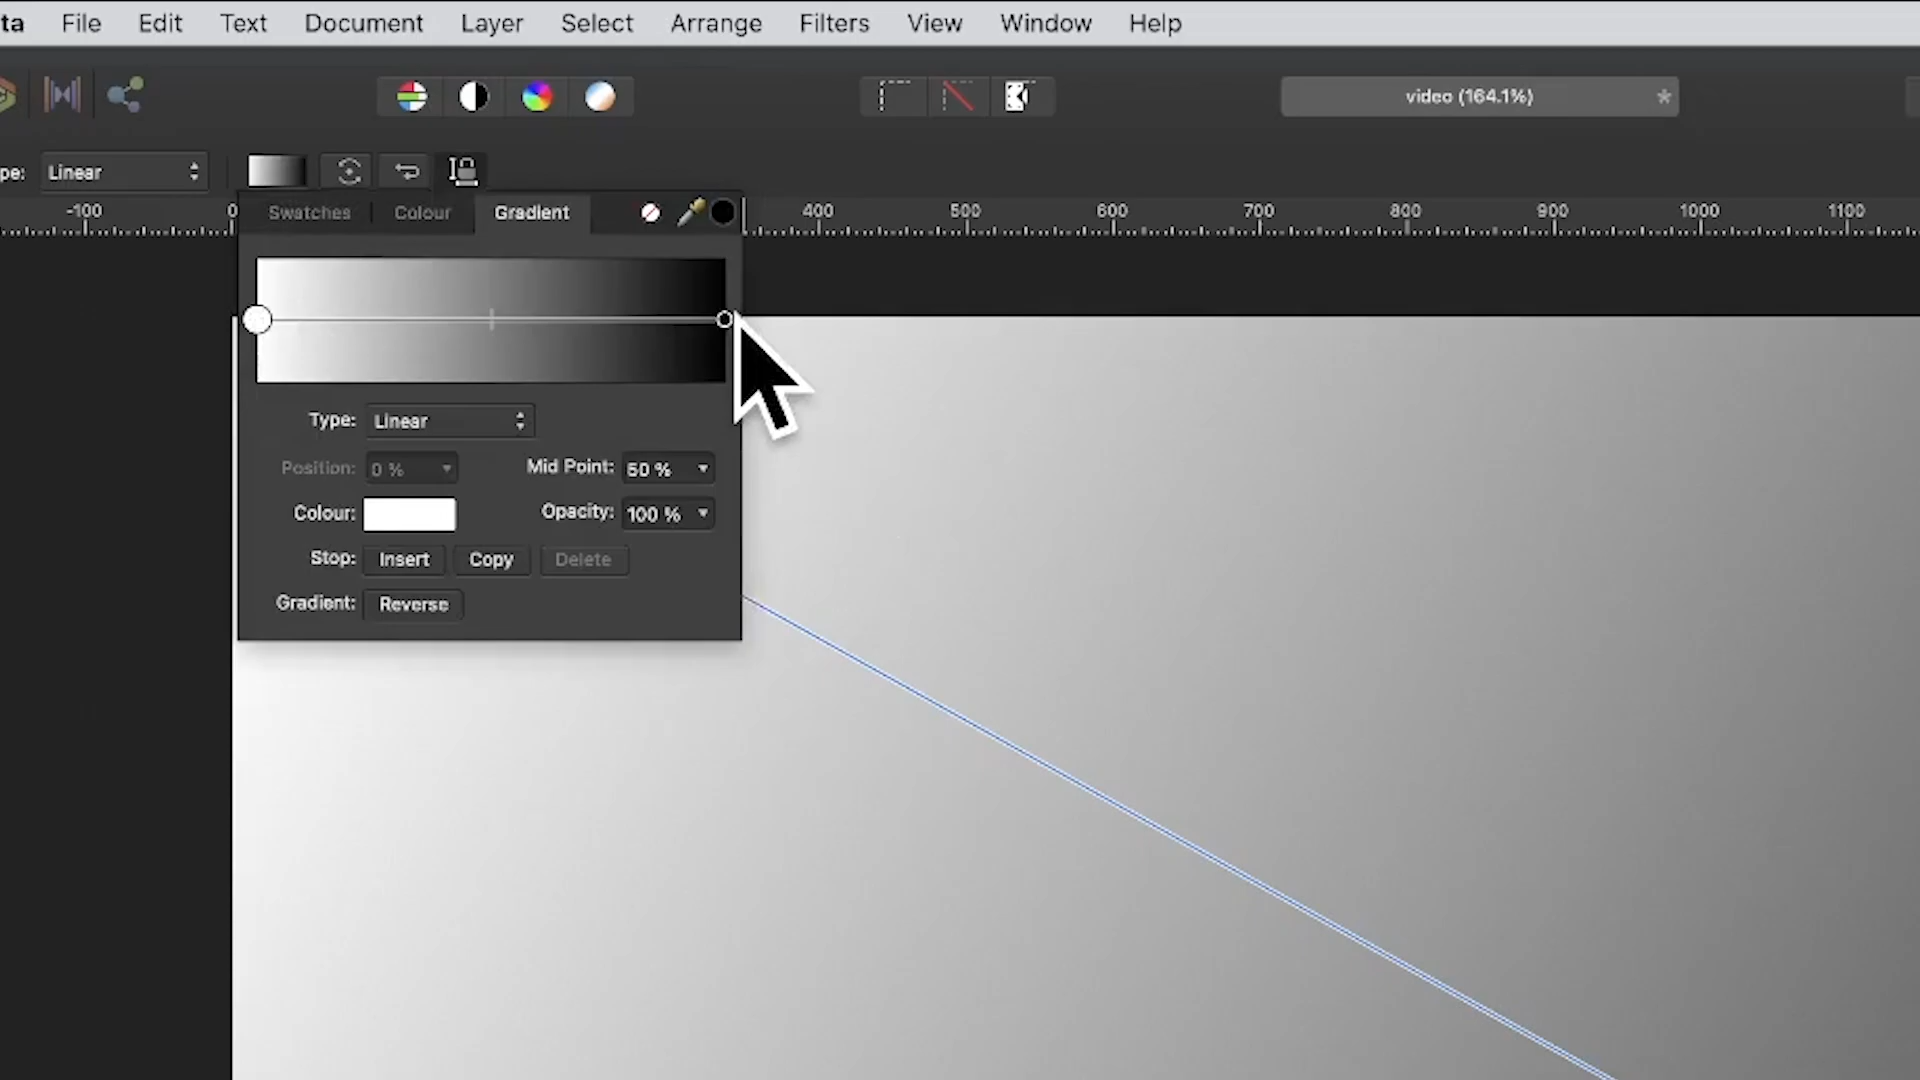 ta File Edit Text Document Layer Select Arrange Filters View Window Help
video (164.1%) *
pe: Linear
-100 0 400 500 600 700 800 900 1000 1100
Swatches Colour Gradient
Type: Linear
Position: 0 % Mid Point: 50 %
Colour: Opacity: 100 %
Stop: Insert Copy Delete
Gradient: Reverse